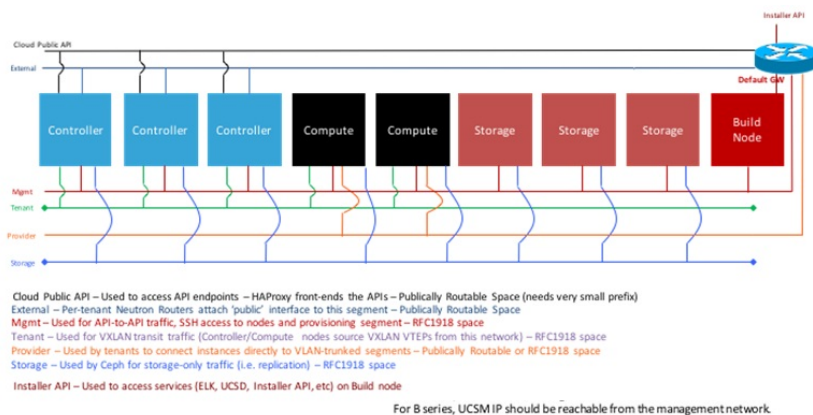 Installer API
Cloud Public API
External
Default GW
Controller
Controller
Controller
Compute
Compute
Storage
Storage
Storage
Build
Node
Mgmt
Tenant
Provider
Storage
Cloud Public API – Used to access API endpoints – HAProxy front-ends the APIs – Publically Routable Space (needs very small prefix)
External – Per-tenant Neutron Routers attach 'public' interface to this segment – Publically Routable Space
Mgmt – Used for API-to-API traffic, SSH access to nodes and provisioning segment – RFC1918 space
Tenant – Used for VXLAN transit traffic (Controller/Compute nodes source VXLAN VTEPs from this network) – RFC1918 space
Provider – Used by tenants to connect instances directly to VLAN-trunked segments – Publically Routable or RFC1918 space
Storage – Used by Ceph for storage-only traffic (i.e. replication) – RFC1918 space
Installer API – Used to access services (ELK, UCSD, Installer API, etc) on Build node
For B series, UCSM IP should be reachable from the management network.